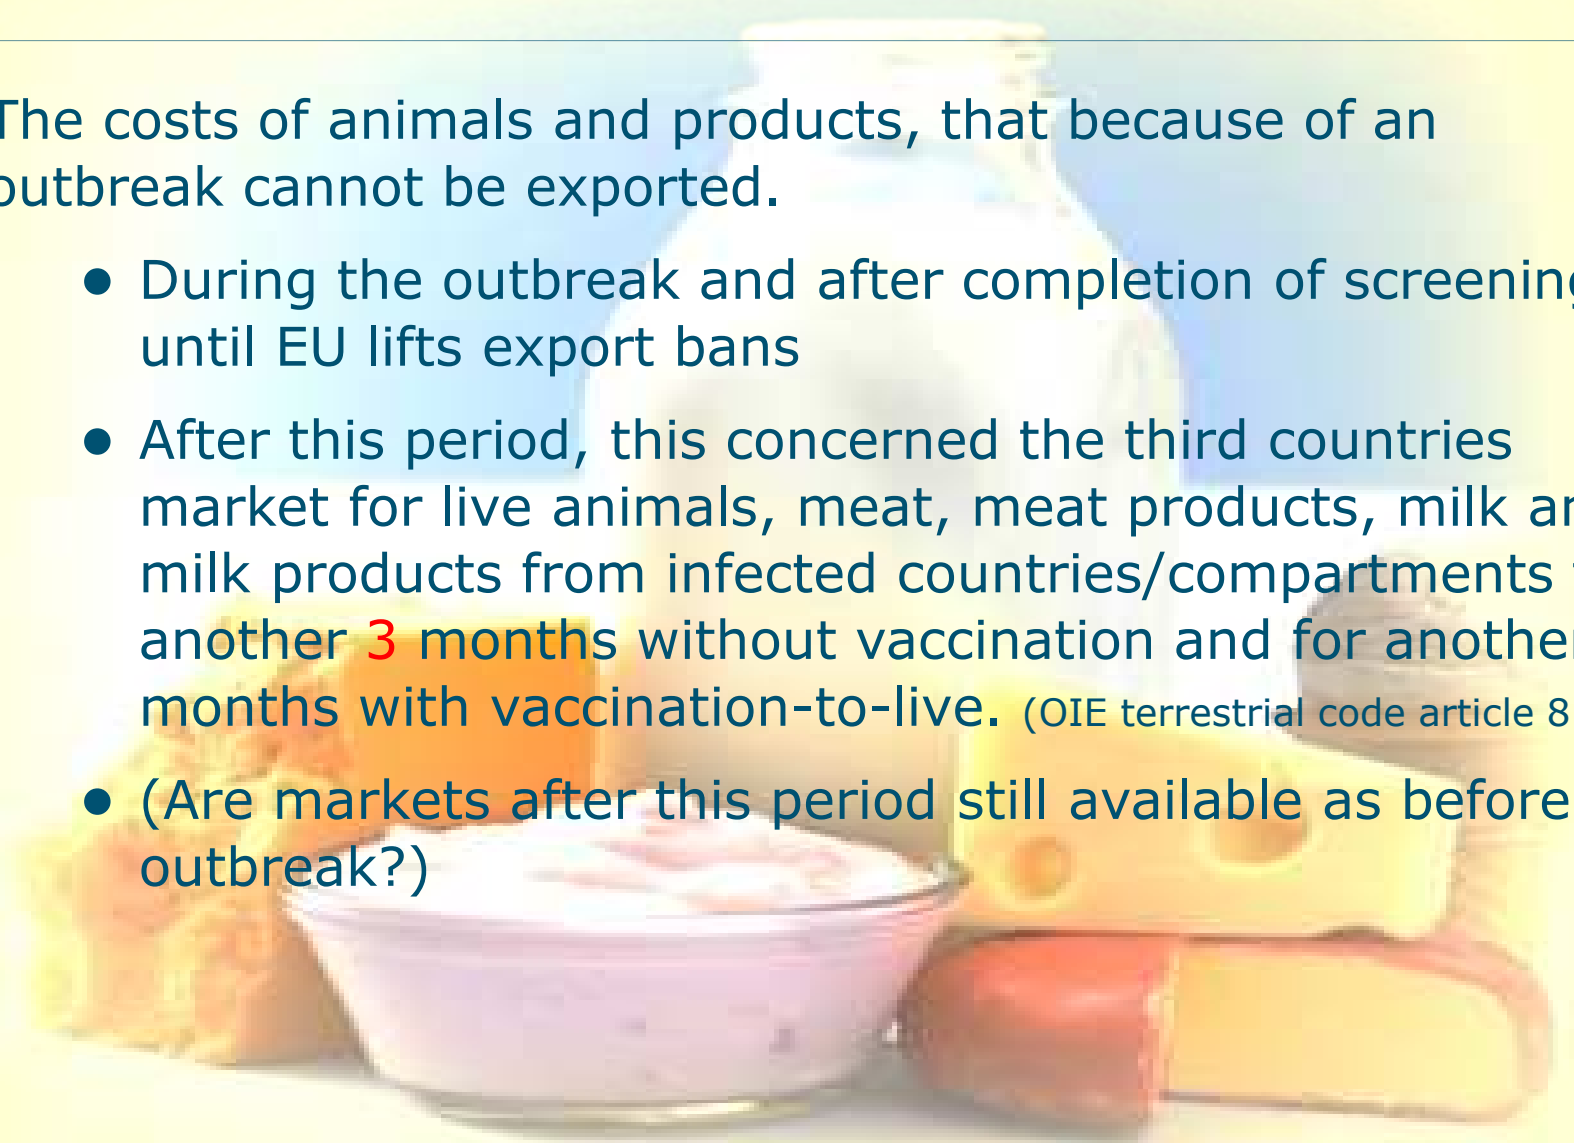 The costs of animals and products, that because of an
outbreak cannot be exported.
• During the outbreak and after completion of screening
until EU lifts export bans
• After this period, this concerned the third countries
market for live animals, meat, meat products, milk
milk products from infected countries/compartments
another 3 months without vaccination and for another
months with vaccination-to-live. (OIE terrestrial code article 8
• (Are markets after this period still available as before
outbreak?)